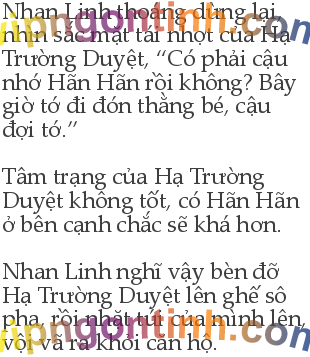 Nhan Linh thoáng dừng lại
nhìn sắc mặt tái nhợt của Hạ
Trường Duyệt, “Có phải cậu
nhớ Hãn Hãn rồi không? Bây
giờ tớ đi đón thằng bé, cậu
đợi tớ.”
Tâm trạng của Hạ Trường
Duyệt không tốt, có Hãn Hãn
ở bên cạnh chắc sẽ khá hơn.
Nhan Linh nghĩ vậy bèn đỡ
Hạ Trường Duyệt lên ghế sô
pha, rồi nhặt túi của mình lên,
vội vã ra khỏi căn hộ.